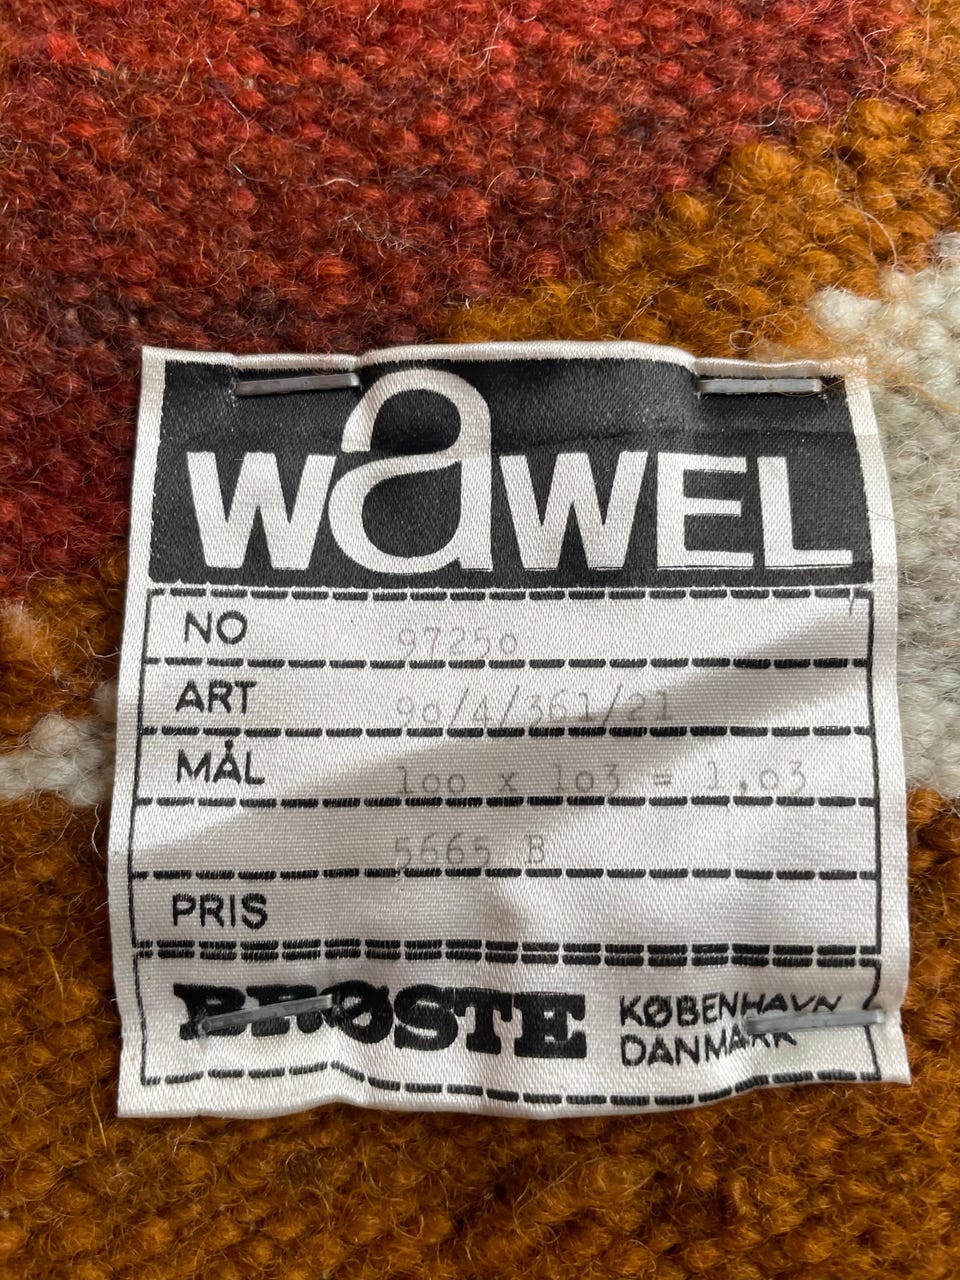 WaWEL
NO 97250
ART 90/4/361/21
MÅL 100 x 103 = 1,03
5665 B
PRIS
BRØSTE KØBENHAVN
DANMARK